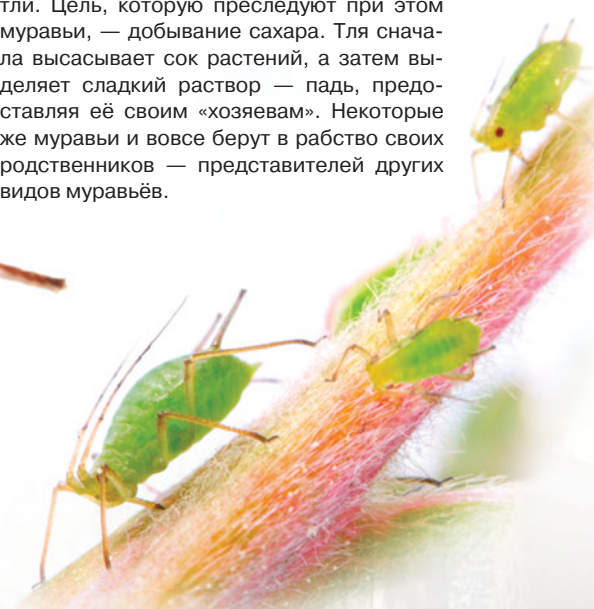 тли. Цель, которую преследуют при этом
муравьи, — добывание сахара. Тля снача-
ла высасывает сок растений, а затем вы-
деляет сладкий раствор — падь, предо-
ставляя её своим «хозяевам». Некоторые
же муравьи и вовсе берут в рабство своих
родственников — представителей других
видов муравьёв.